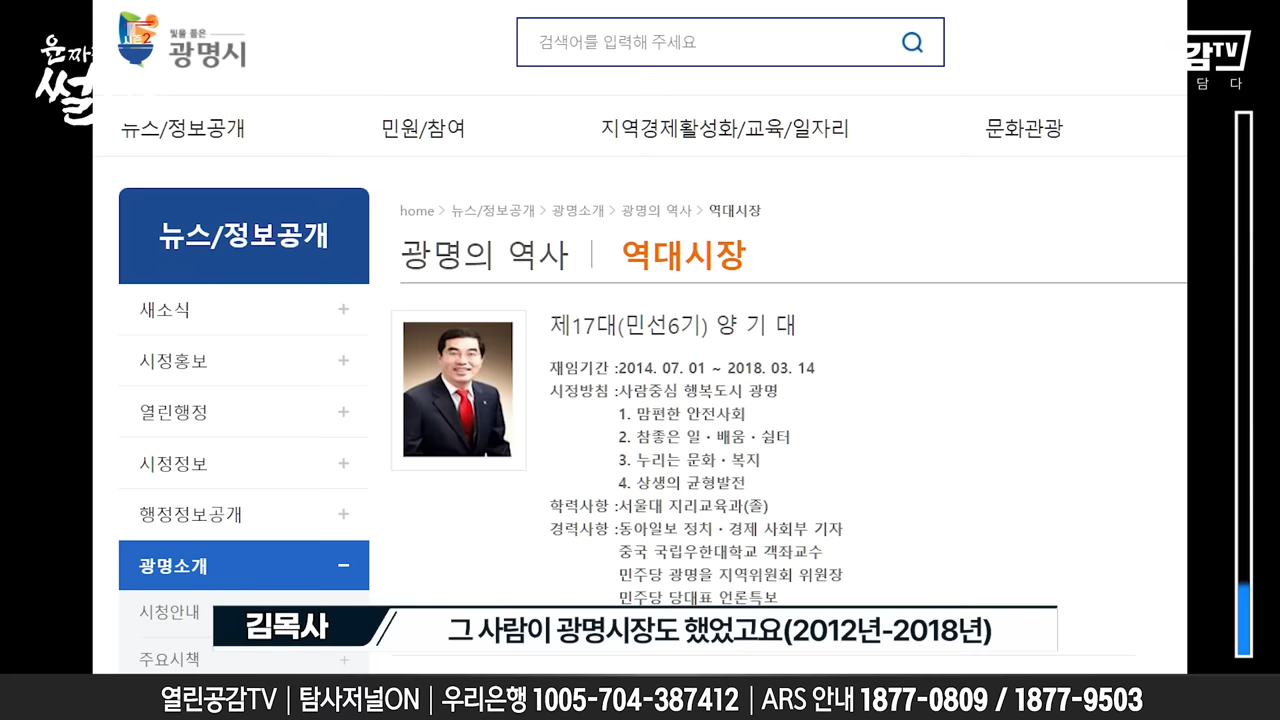 윤짜
썰
시즌2
빛을 품은
광명시
검색어를 입력해 주세요
감TV
담 다
뉴스/정보공개
민원/참여
지역경제활성화/교육/일자리
문화관광
뉴스/정보공개
새소식
시정홍보
열린행정
시정정보
행정정보공개
광명소개
시청안내
주요시책
home > 뉴스/정보공개 > 광명소개 > 광명의 역사 > 역대시장
광명의 역사 | 역대시장
제17대(민선6기) 양 기 대
재임기간 :2014. 07. 01 ~ 2018. 03. 14
시정방침 :사람중심 행복도시 광명
1. 맘편한 안전사회
2. 참좋은 일·배움·쉼터
3. 누리는 문화·복지
4. 상생의 균형발전
학력사항 :서울대 지리교육과(졸)
경력사항 :동아일보 정치·경제 사회부 기자
중국 국립우한대학교 객좌교수
민주당 광명을 지역위원회 위원장
민주당 당대표 언론특보
김목사
그 사람이 광명시장도 했었고요(2012년-2018년)
열린공감TV | 탐사저널ON | 우리은행 1005-704-387412 | ARS 안내 1877-0809 / 1877-9503